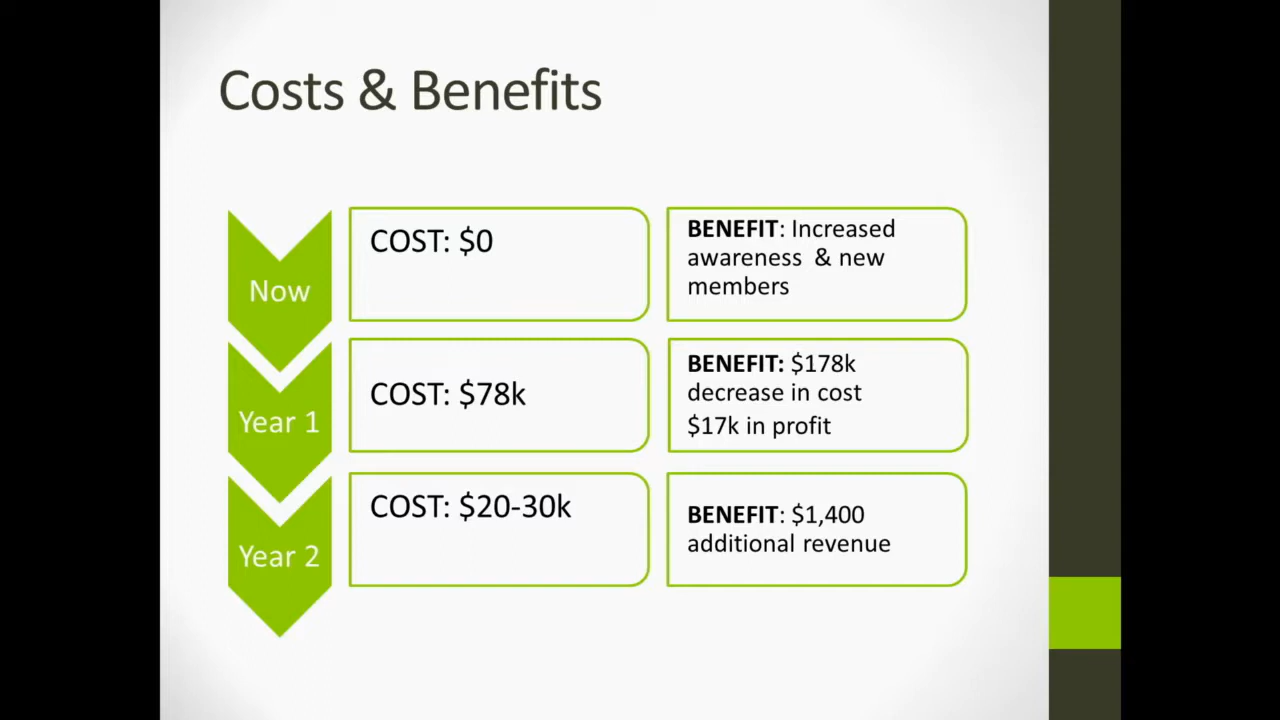 Costs & Benefits
Now
COST: $0
BENEFIT: Increased
awareness & new
members
Year 1
COST: $78k
BENEFIT: $178k
decrease in cost
$17k in profit
Year 2
COST: $20-30k
BENEFIT: $1,400
additional revenue